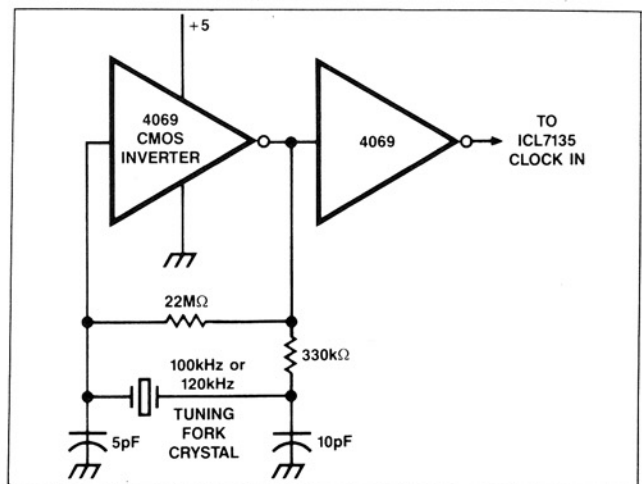 +5
4069
CMOS
INVERTER
4069
TO
ICL7135
CLOCK IN
22MΩ
330kΩ
100kHz or
120kHz
TUNING
FORK
CRYSTAL
5pF
10pF